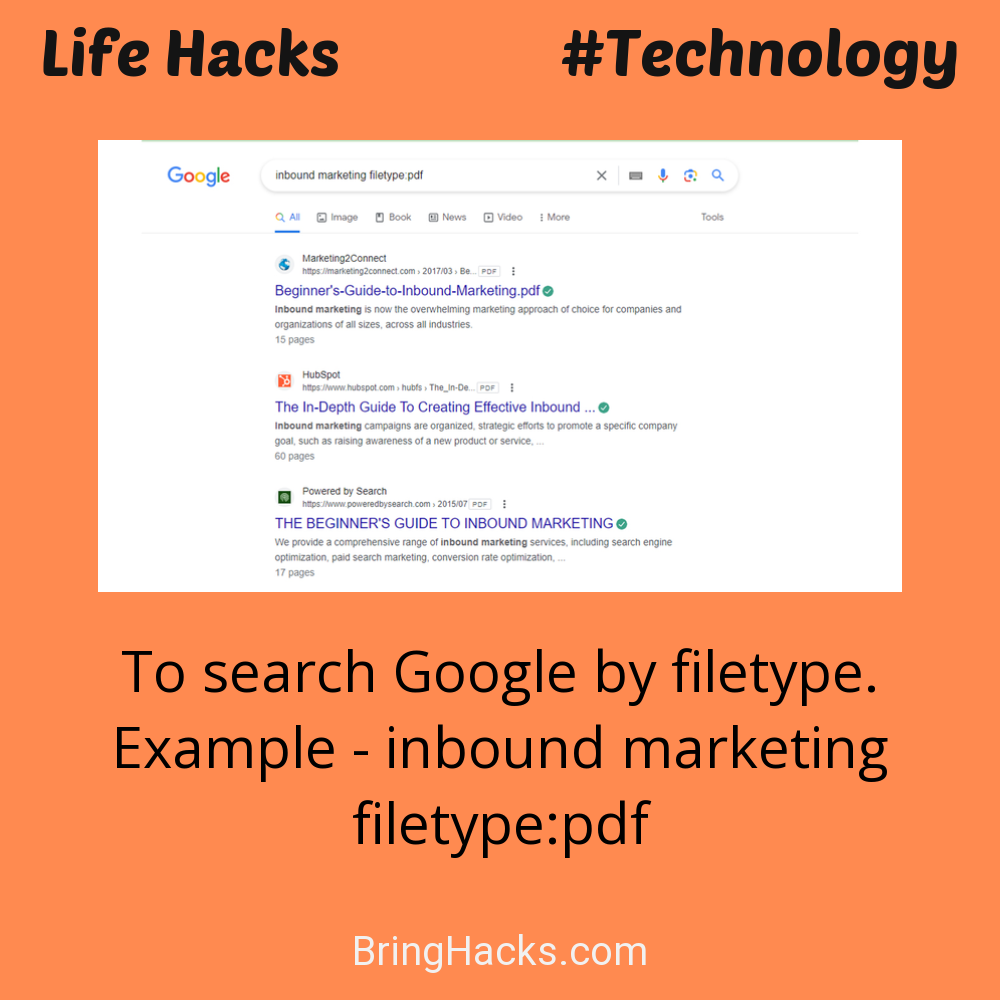 Life Hacks #Technology
Google inbound marketing filetype:pdf
All Image Book News Video More Tools
Marketing2Connect
https://marketing2connect.com › 2017/03 › Be... PDF
Beginner's-Guide-to-Inbound-Marketing.pdf
Inbound marketing is now the overwhelming marketing approach of choice for companies and
organizations of all sizes, across all industries.
15 pages
HubSpot
https://www.hubspot.com › hubfs › The_In-De... PDF
The In-Depth Guide To Creating Effective Inbound ...
Inbound marketing campaigns are organized, strategic efforts to promote a specific company
goal, such as raising awareness of a new product or service, ...
60 pages
Powered by Search
https://www.poweredbysearch.com › 2015/07 PDF
THE BEGINNER'S GUIDE TO INBOUND MARKETING
We provide a comprehensive range of inbound marketing services, including search engine
optimization, paid search marketing, conversion rate optimization, ...
17 pages
To search Google by filetype.
Example - inbound marketing
filetype:pdf
BringHacks.com